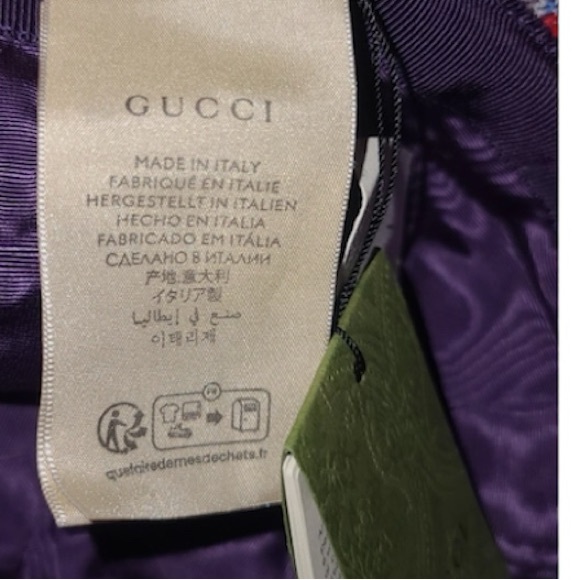 GUCCI
MADE IN ITALY
FABRIQUÉ EN ITALIE
HERGESTELLT IN ITALIEN
HECHO EN ITALIA
FABRICADO EM ITÁLIA
СДЕЛАНО В ИТАЛИИ
产地:意大利
イタリア製
صنع في إيطاليا
이태리제
FR
quefairedemesdechets.fr